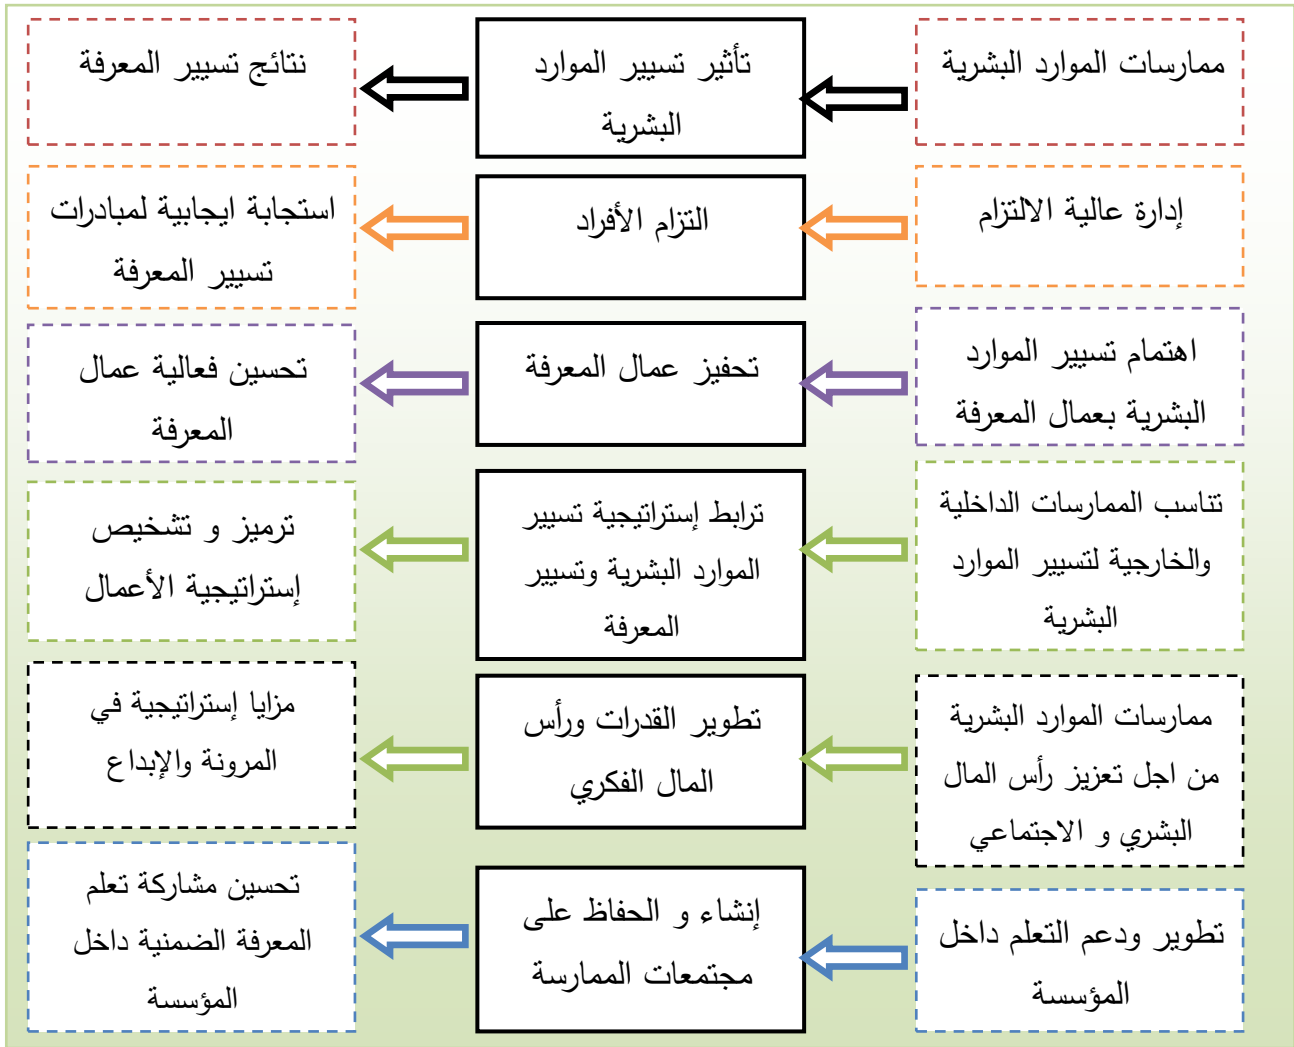 ممارسات الموارد البشرية
تأثير تسيير الموارد
البشرية
نتائج تسيير المعرفة
إدارة عالية الالتزام
التزام الأفراد
استجابة ايجابية لمبادرات
تسيير المعرفة
اهتمام تسيير الموارد
البشرية بعمال المعرفة
تحفيز عمال المعرفة
تحسين فعالية عمال
المعرفة
تناسب الممارسات الداخلية
والخارجية لتسيير الموارد
البشرية
ترابط إستراتيجية تسيير
الموارد البشرية وتسيير
المعرفة
ترميز و تشخيص
إستراتيجية الأعمال
ممارسات الموارد البشرية
من اجل تعزيز رأس المال
البشري و الاجتماعي
تطوير القدرات ورأس
المال الفكري
مزايا إستراتيجية في
المرونة والإبداع
تطوير ودعم التعلم داخل
المؤسسة
إنشاء و الحفاظ على
مجتمعات الممارسة
تحسين مشاركة تعلم
المعرفة الضمنية داخل
المؤسسة